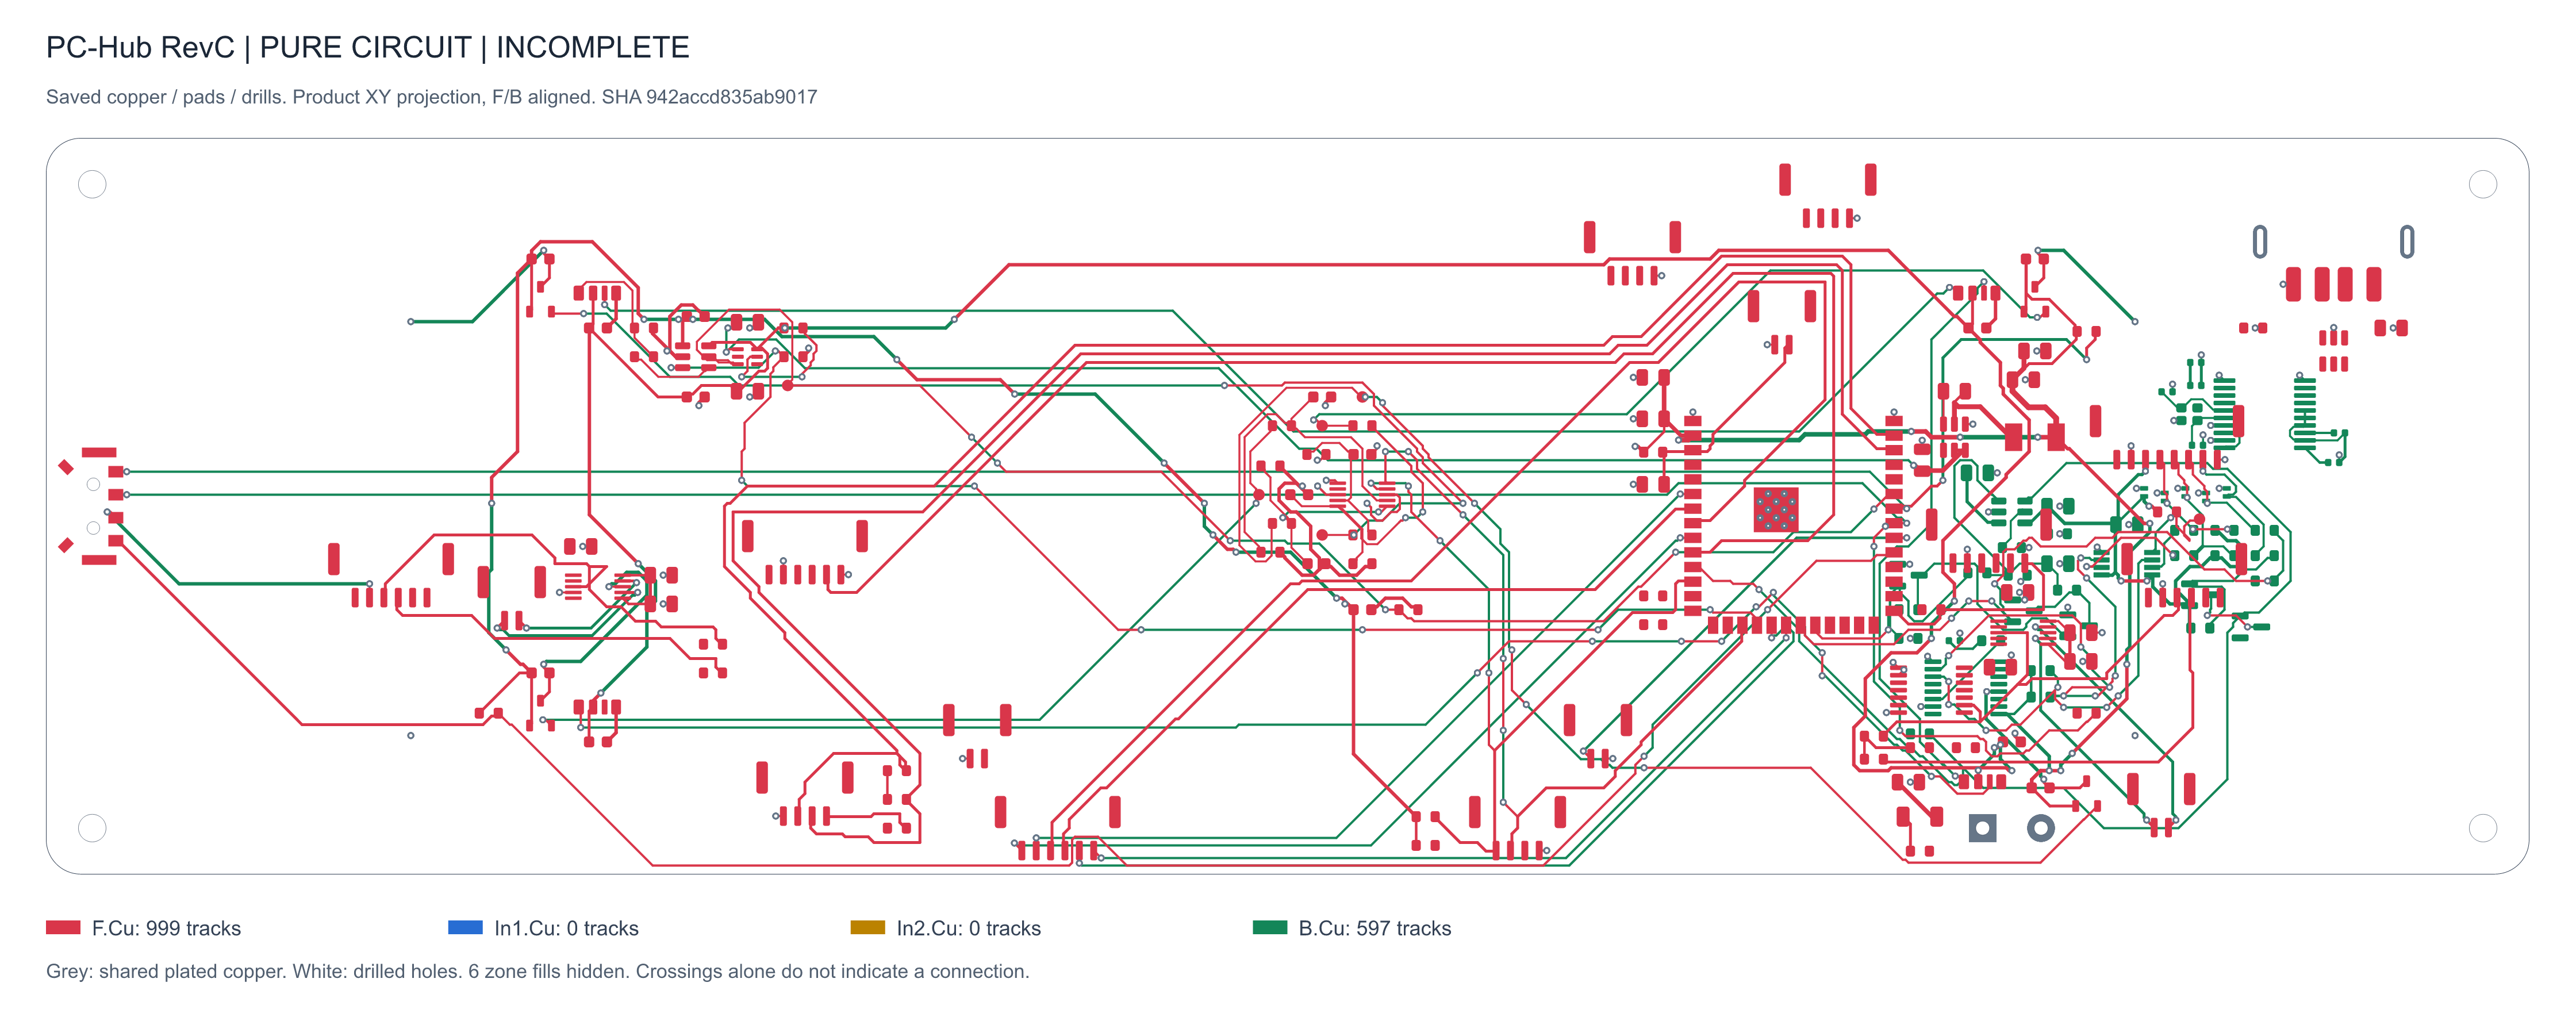 PC-Hub RevC | PURE CIRCUIT | INCOMPLETE
Saved copper / pads / drills. Product XY projection, F/B aligned. SHA 942accd835ab9017
F.Cu: 999 tracks
In1.Cu: 0 tracks
In2.Cu: 0 tracks
B.Cu: 597 tracks
Grey: shared plated copper. White: drilled holes. 6 zone fills hidden. Crossings alone do not indicate a connection.